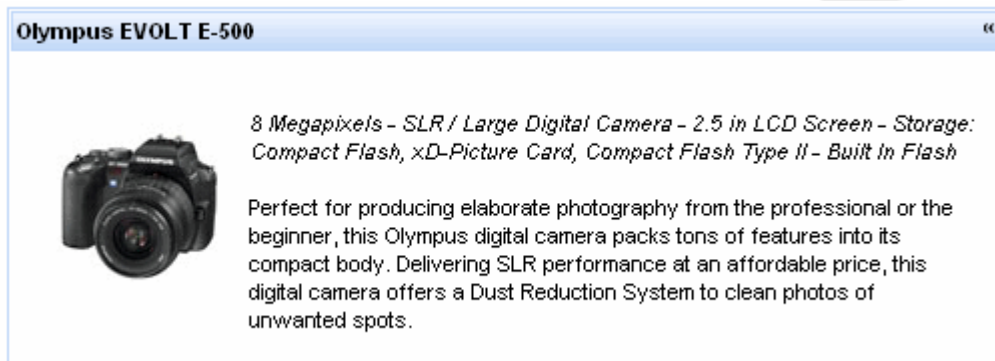 Olympus EVOLT E-500 «
8 Megapixels - SLR / Large Digital Camera - 2.5 in LCD Screen - Storage:
Compact Flash, xD-Picture Card, Compact Flash Type II - Built In Flash
OLYMPUS
Perfect for producing elaborate photography from the professional or the
beginner, this Olympus digital camera packs tons of features into its
compact body. Delivering SLR performance at an affordable price, this
digital camera offers a Dust Reduction System to clean photos of
unwanted spots.